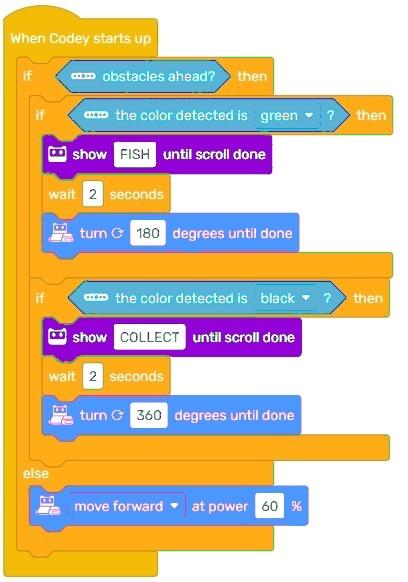 When Codey starts up
if obstacles ahead? then
if the color detected is green ? then
show FISH until scroll done
wait 2 seconds
turn 180 degrees until done
if the color detected is black ? then
show COLLECT until scroll done
wait 2 seconds
turn 360 degrees until done
else
move forward at power 60 %